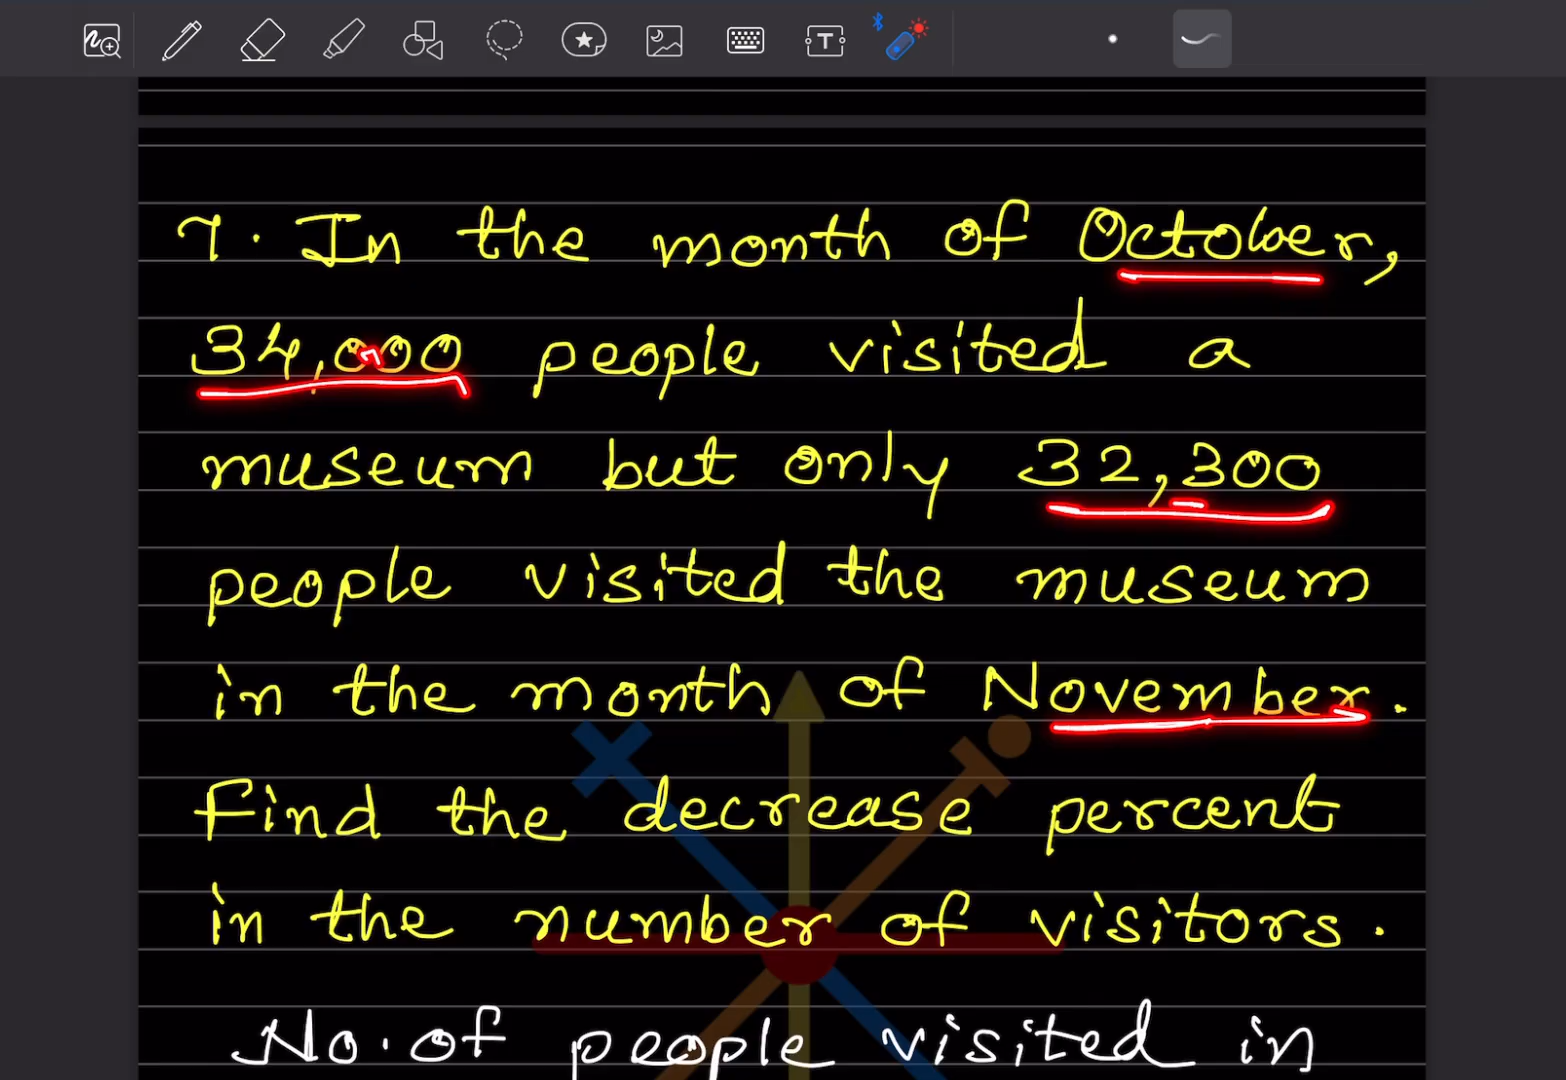 7. In the month of October,
34,000 people visited a
museum but only 32,300
people visited the museum
in the month of November.
Find the decrease percent
in the number of visitors.
No. of people visited in